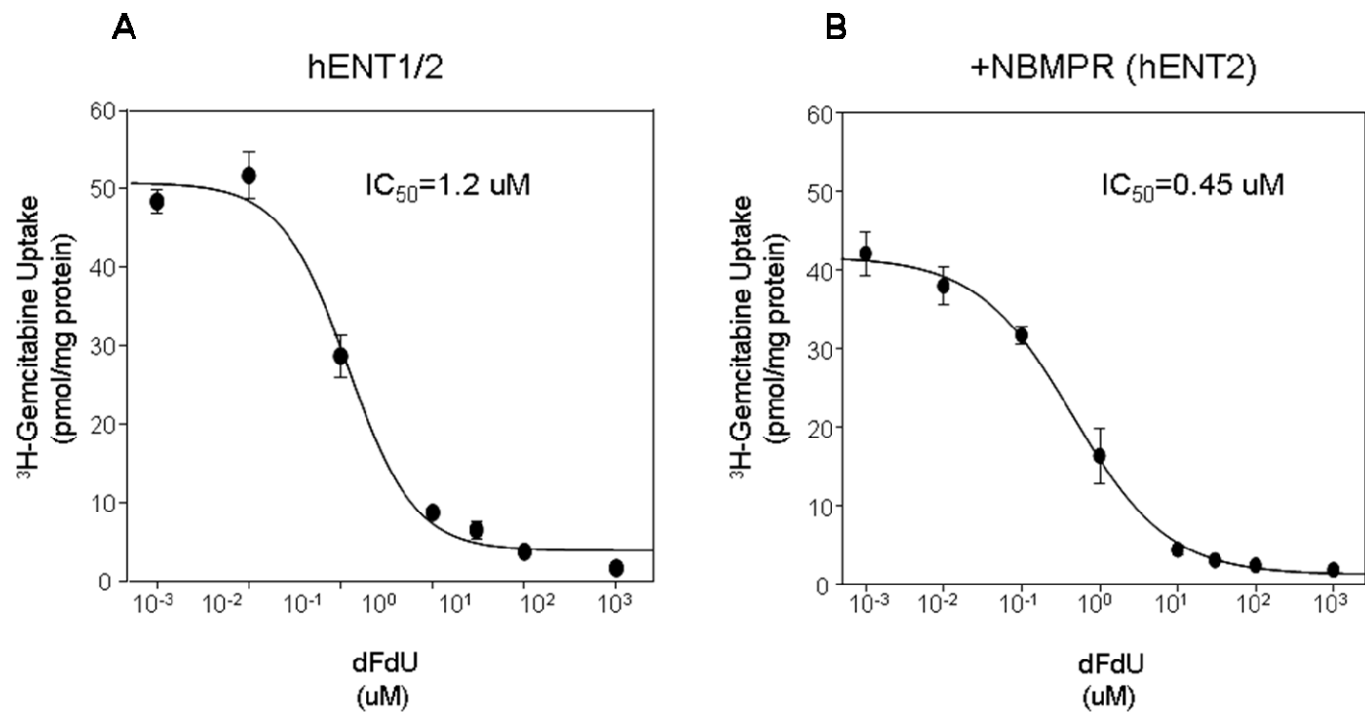 A
hENT1/2
60
50
40
30
20
10
0
IC50=1.2 uM
3H-Gemcitabine Uptake
(pmol/mg protein)
10-3 10-2 10-1 100 101 102 103
dFdU
(uM)
B
+NBMPR (hENT2)
60
50
40
30
20
10
0
IC50=0.45 uM
3H-Gemcitabine Uptake
(pmol/mg protein)
10-3 10-2 10-1 100 101 102 103
dFdU
(uM)